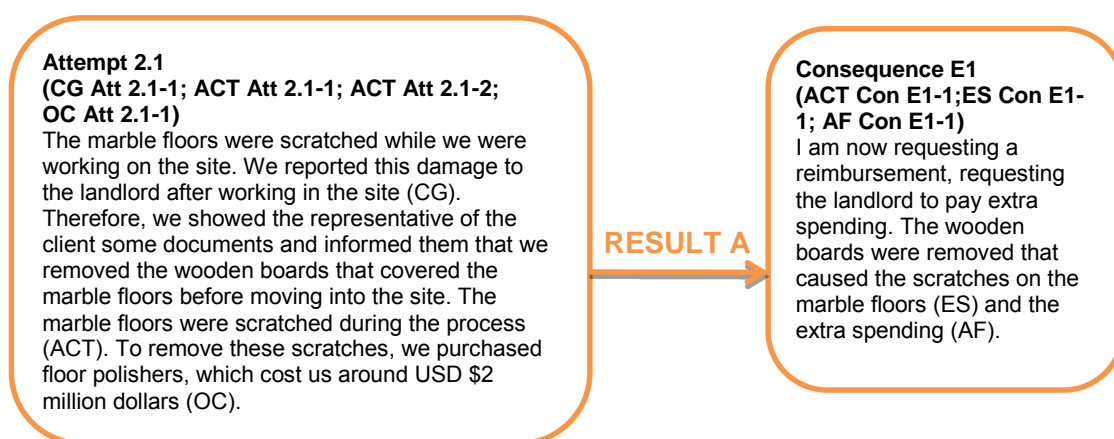 Attempt 2.1
(CG Att 2.1-1; ACT Att 2.1-1; ACT Att 2.1-2;
OC Att 2.1-1)
The marble floors were scratched while we were
working on the site. We reported this damage to
the landlord after working in the site (CG).
Therefore, we showed the representative of the
client some documents and informed them that we
removed the wooden boards that covered the
marble floors before moving into the site. The
marble floors were scratched during the process
(ACT). To remove these scratches, we purchased
floor polishers, which cost us around USD $2
million dollars (OC).
RESULT A
Consequence E1
(ACT Con E1-1;ES Con E1-
1; AF Con E1-1)
I am now requesting a
reimbursement, requesting
the landlord to pay extra
spending. The wooden
boards were removed that
caused the scratches on the
marble floors (ES) and the
extra spending (AF).